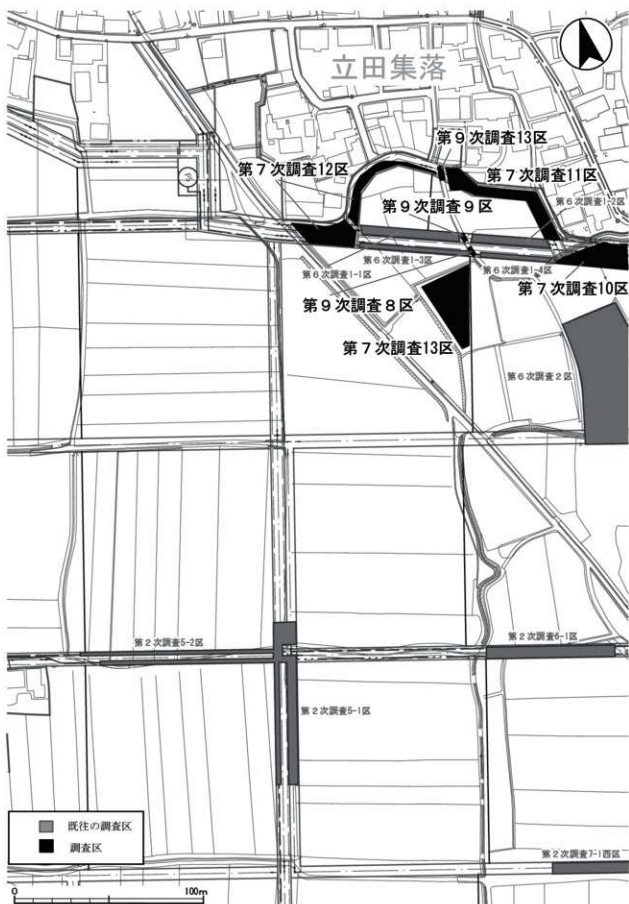 立田集落
第９次調査13区
第７次調査12区
第７次調査11区
第６次調査1-2区
第９次調査９区
第６次調査1-3区
第６次調査1-1区
第６次調査1-4区
第７次調査10区
第９次調査８区
第７次調査13区
第６次調査２区
第２次調査5-2区
第２次調査6-1区
第２次調査5-1区
既往の調査区
調査区
第２次調査7-1西区
0 100m